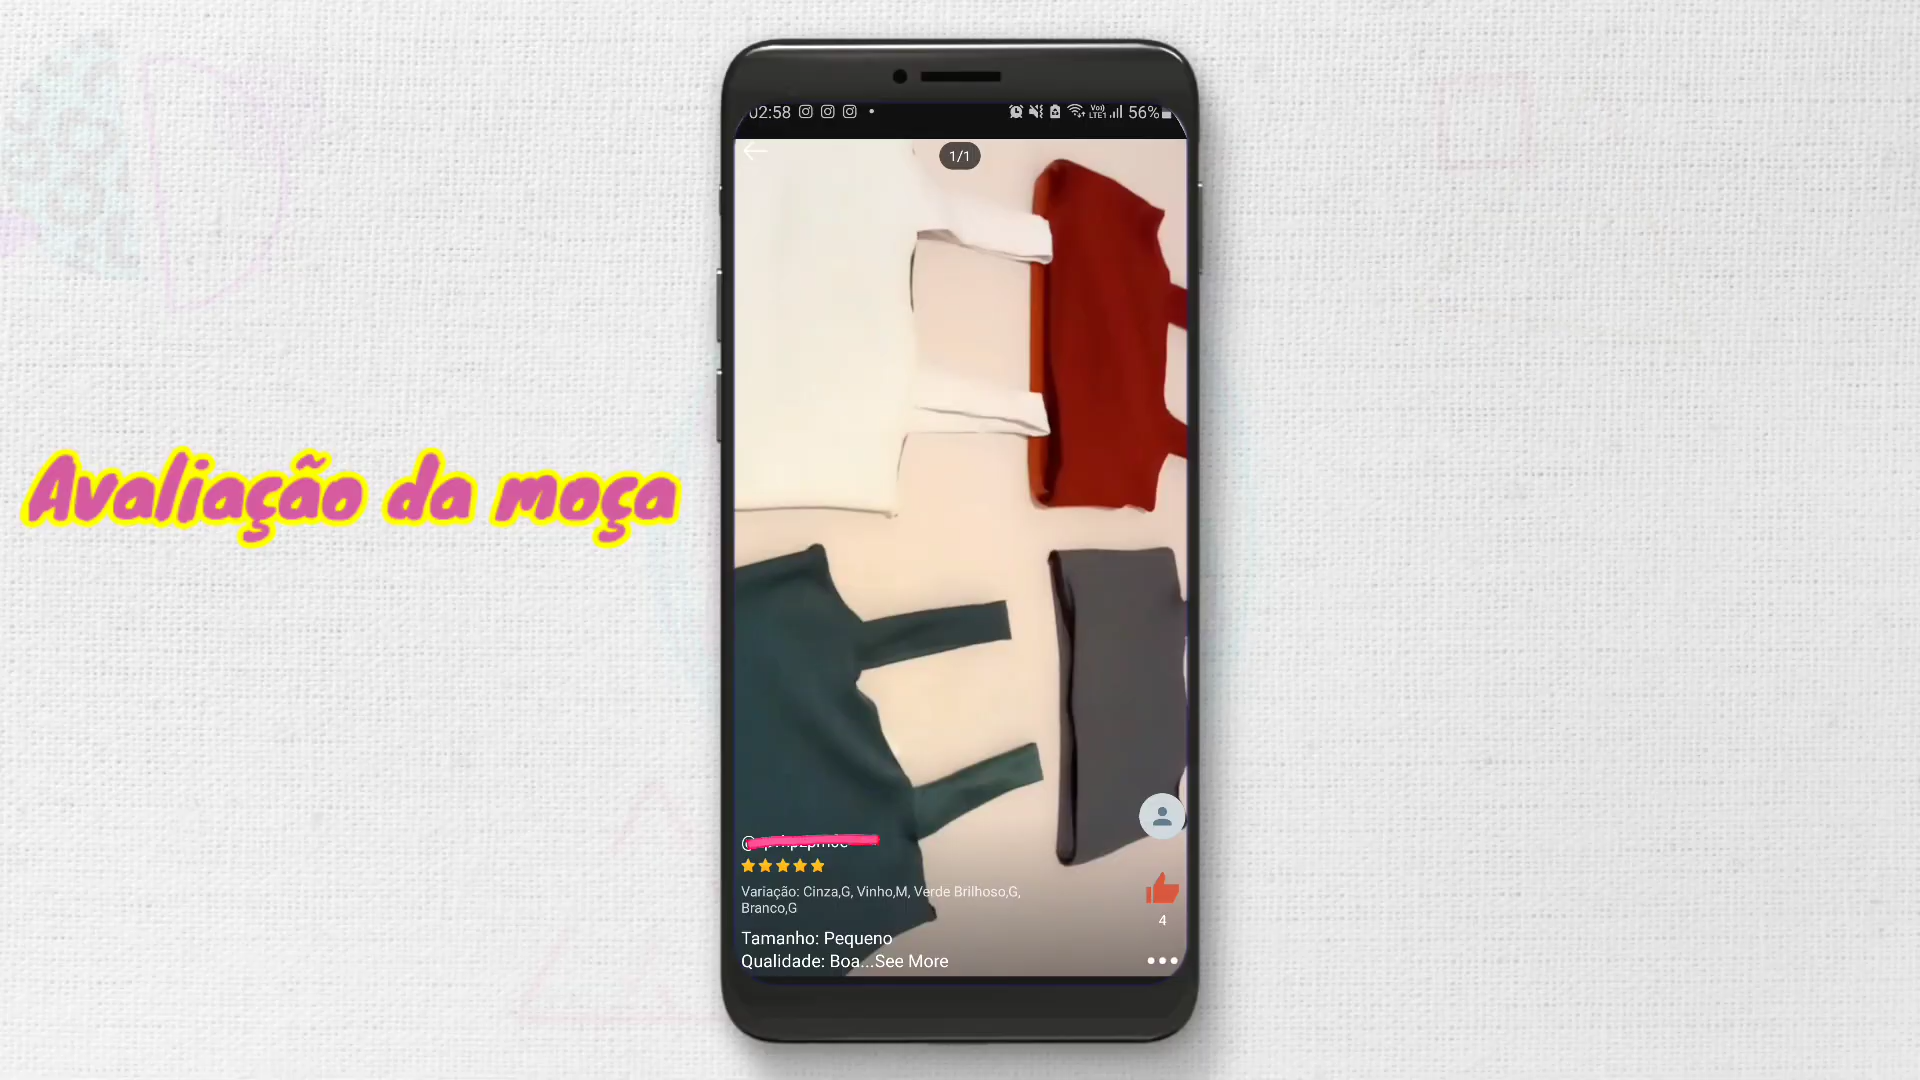 02:58 56%
1/1
Avaliação da moça
Variação: Cinza,G, Vinho,M, Verde Brilhoso,G,
Branco,G
4
Tamanho: Pequeno
Qualidade: Boa...See More